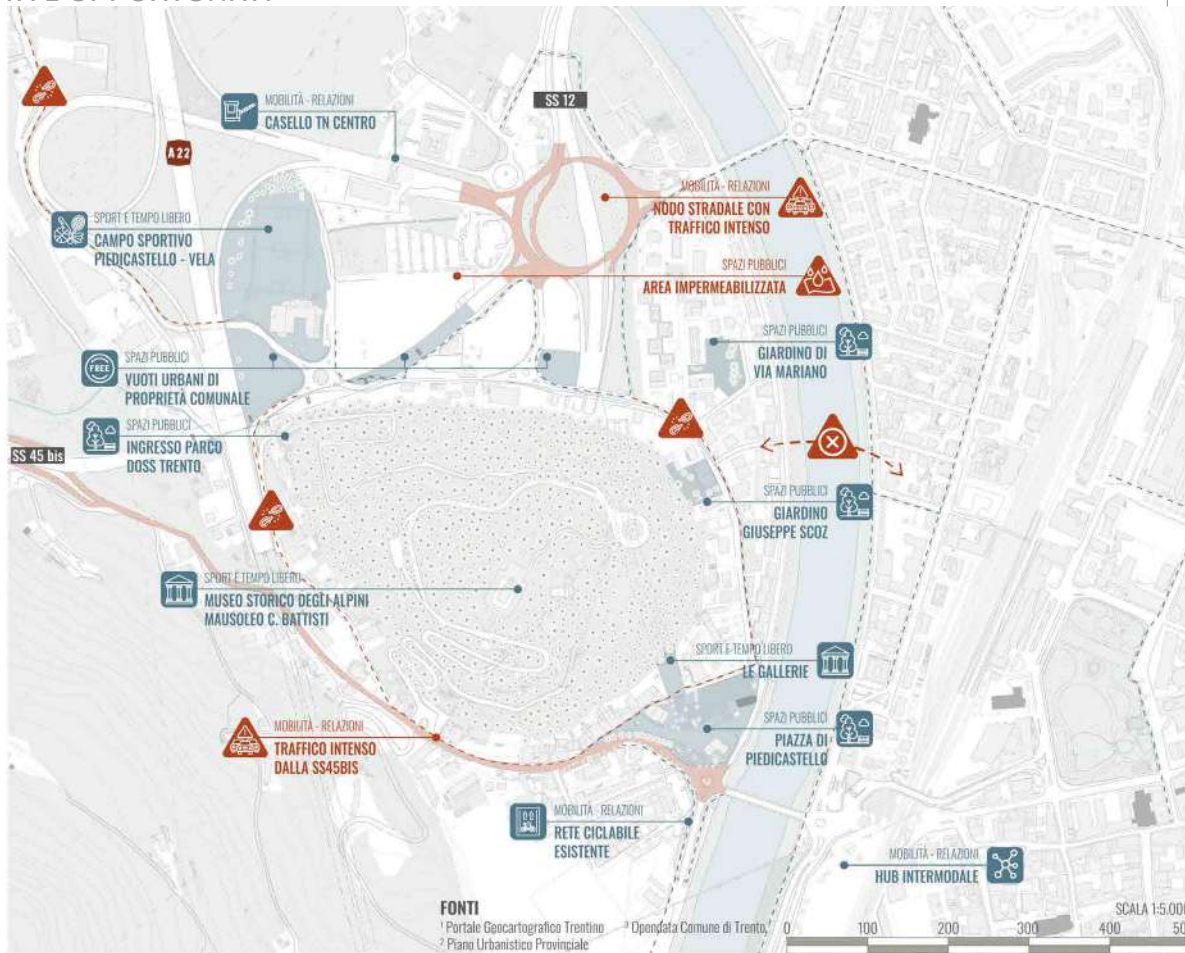 MOBILITÀ - RELAZIONI
CASELLO TN CENTRO
SS 12
A 22
MOBILITÀ - RELAZIONI
NODO STRADALE CON
TRAFFICO INTENSO
SPORT E TEMPO LIBERO
CAMPO SPORTIVO
PIEDICASTELLO - VELA
SPAZI PUBBLICI
AREA IMPERMEABILIZZATA
SPAZI PUBBLICI
GIARDINO DI
VIA MARIANO
FREE
SPAZI PUBBLICI
VUOTI URBANI DI
PROPRIETÀ COMUNALE
SPAZI PUBBLICI
INGRESSO PARCO
DOSS TRENTO
SS 45 bis
SPAZI PUBBLICI
GIARDINO
GIUSEPPE SCOZ
SPORT E TEMPO LIBERO
MUSEO STORICO DEGLI ALPINI
MAUSOLEO C. BATTISTI
SPORT E TEMPO LIBERO
LE GALLERIE
SPAZI PUBBLICI
PIAZZA DI
PIEDICASTELLO
MOBILITÀ - RELAZIONI
TRAFFICO INTENSO
DALLA SS45BIS
MOBILITÀ - RELAZIONI
RETE CICLABILE
ESISTENTE
MOBILITÀ - RELAZIONI
HUB INTERMODALE
FONTI
¹ Portale Geocartografico Trentino ³ Opendata Comune di Trento,
² Piano Urbanistico Provinciale
SCALA 1:5.000
0 100 200 300 400